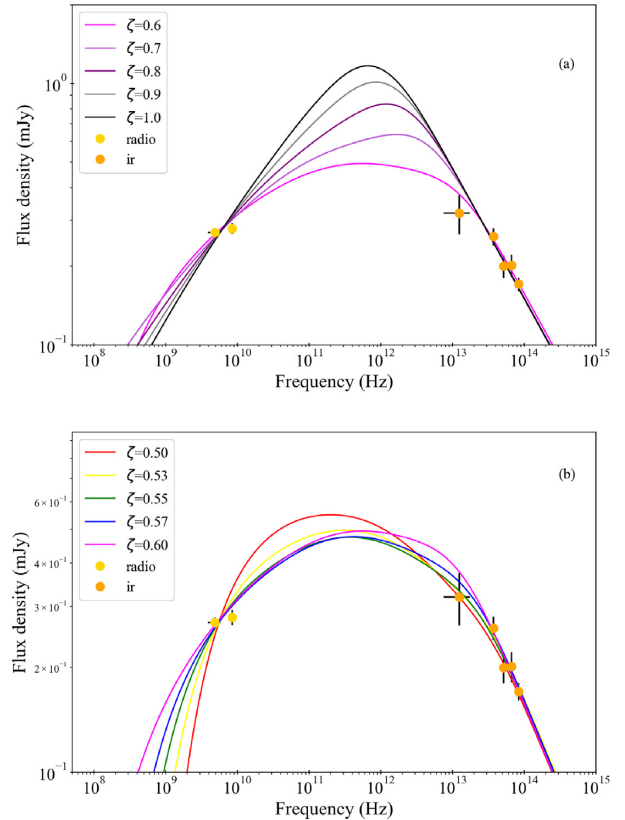 ζ=0.6
ζ=0.7
ζ=0.8
ζ=0.9
ζ=1.0
radio
ir
(a)
10⁰
10⁻¹
Flux density (mJy)
10⁸ 10⁹ 10¹⁰ 10¹¹ 10¹² 10¹³ 10¹⁴ 10¹⁵
Frequency (Hz)
ζ=0.50
ζ=0.53
ζ=0.55
ζ=0.57
ζ=0.60
radio
ir
(b)
6 × 10⁻¹
4 × 10⁻¹
3 × 10⁻¹
2 × 10⁻¹
10⁻¹
Flux density (mJy)
10⁸ 10⁹ 10¹⁰ 10¹¹ 10¹² 10¹³ 10¹⁴ 10¹⁵
Frequency (Hz)